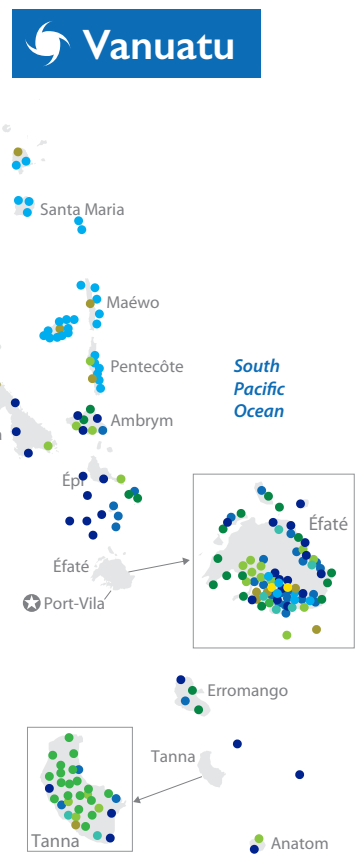 Vanuatu
Santa Maria
Maéwo
Pentecôte
South
Pacific
Ocean
Ambrym
Épi
Éfaté
Éfaté
Port-Vila
Erromango
Tanna
Tanna
Anatom